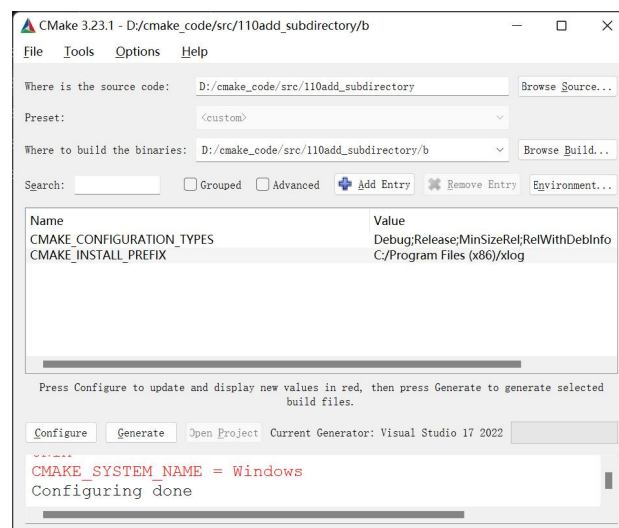 CMake 3.23.1 - D:/cmake_code/src/110add_subdirectory/b
File Tools Options Help
Where is the source code: D:/cmake_code/src/110add_subdirectory Browse Source...
Preset: <custom>
Where to build the binaries: D:/cmake_code/src/110add_subdirectory/b Browse Build...
Search: Grouped Advanced Add Entry Remove Entry Environment...
Name Value
CMAKE_CONFIGURATION_TYPES Debug;Release;MinSizeRel;RelWithDebInfo
CMAKE_INSTALL_PREFIX C:/Program Files (x86)/xlog
Press Configure to update and display new values in red, then press Generate to generate selected
build files.
Configure Generate Open Project Current Generator: Visual Studio 17 2022
CMAKE_SYSTEM_NAME = Windows
Configuring done